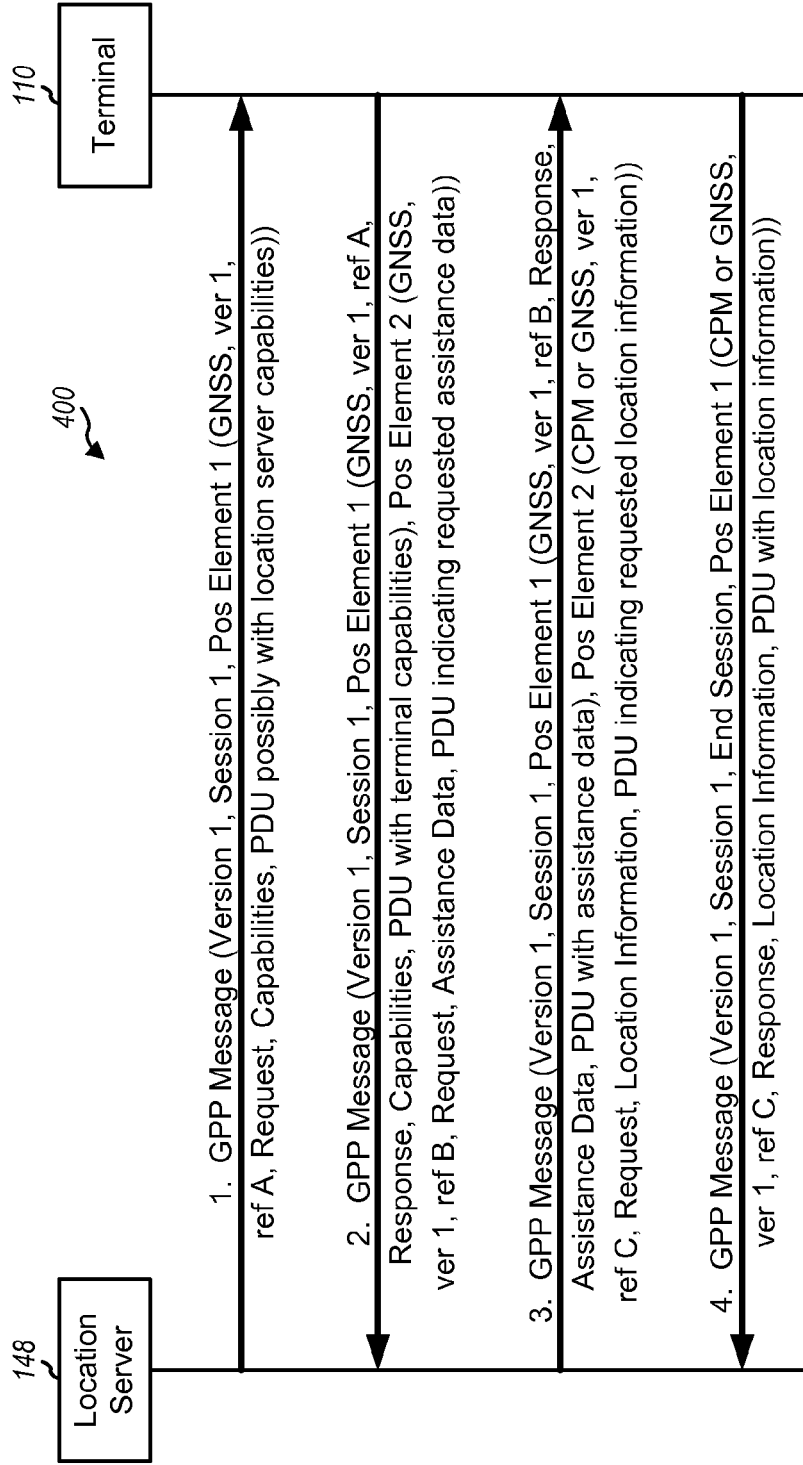 400
148
Location
Server
110
Terminal
1. GPP Message (Version 1, Session 1, Pos Element 1 (GNSS, ver 1,
ref A, Request, Capabilities, PDU possibly with location server capabilities))
2. GPP Message (Version 1, Session 1, Pos Element 1 (GNSS, ver 1, ref A,
Response, Capabilities, PDU with terminal capabilities), Pos Element 2 (GNSS,
ver 1, ref B, Request, Assistance Data, PDU indicating requested assistance data))
3. GPP Message (Version 1, Session 1, Pos Element 1 (GNSS, ver 1, ref B, Response,
Assistance Data, PDU with assistance data), Pos Element 2 (CPM or GNSS, ver 1,
ref C, Request, Location Information, PDU indicating requested location information))
4. GPP Message (Version 1, Session 1, End Session, Pos Element 1 (CPM or GNSS,
ver 1, ref C, Response, Location Information, PDU with location information))